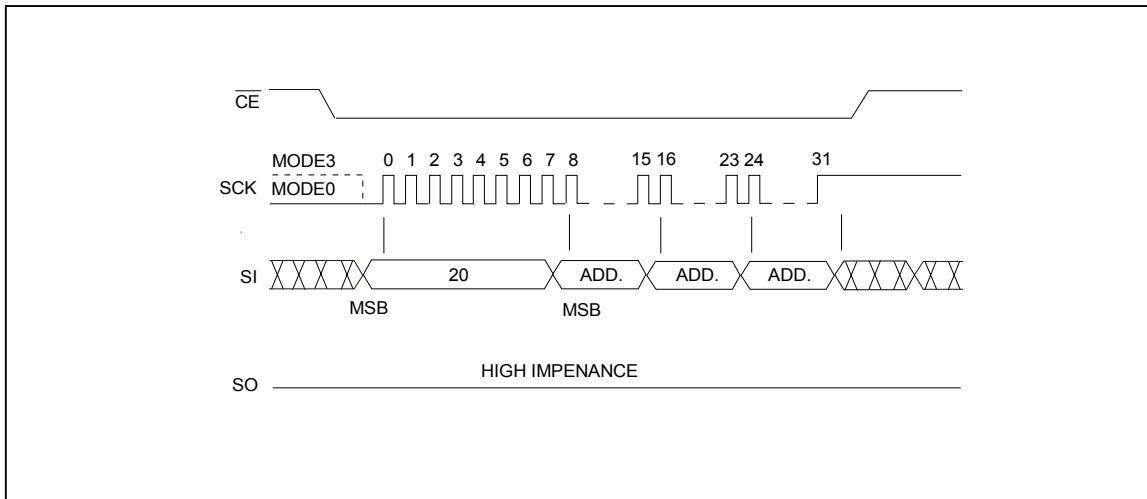 CE
MODE3 0 1 2 3 4 5 6 7 8 15 16 23 24 31
SCK MODE0
SI 20 ADD. ADD. ADD.
MSB MSB
HIGH IMPENANCE
SO